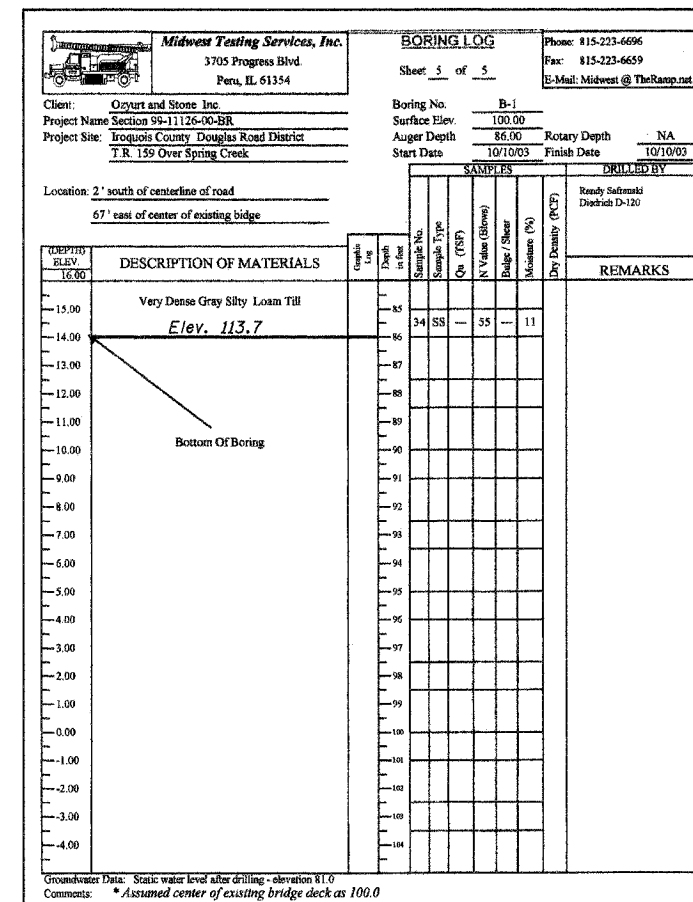 Midwest Testing Services, Inc.
3705 Progress Blvd.
Peru, IL 61354
BORING LOG
Sheet 5 of 5
Phone: 815-223-6696
Fax: 815-223-6659
E-Mail: Midwest @ TheRamp.net
Client: Ozyurt and Stone Inc.
Project Name Section 99-11126-00-BR
Project Site: Iroquois County Douglas Road District
T.R. 159 Over Spring Creek
Boring No. B-1
Surface Elev. 100.00
Auger Depth 86.00 Rotary Depth NA
Start Date 10/10/03 Finish Date 10/10/03
Location: 2 ' south of centerline of road
67 ' east of center of existing bidge
SAMPLES
DRILLED BY
Randy Safranski
Diedrich D-120
(DEPTH)
ELEV.
16.00
DESCRIPTION OF MATERIALS
Graphic
Log
Depth
in feet
Sample No.
Sample Type
Qu (TSF)
N Value (Blows)
Bulge / Shear
Moisture (%)
Dry Density (PCF)
REMARKS
15.00 Very Dense Gray Silty Loam Till 85
Elev. 113.7 34 SS — 55 — 11
14.00 86
13.00 87
12.00 88
11.00 89
Bottom Of Boring
10.00 90
9.00 91
8.00 92
7.00 93
6.00 94
5.00 95
4.00 96
3.00 97
2.00 98
1.00 99
0.00 100
-1.00 101
-2.00 102
-3.00 103
-4.00 104
Groundwater Data: Static water level after drilling - elevation 81.0
Comments: * Assumed center of existing bridge deck as 100.0